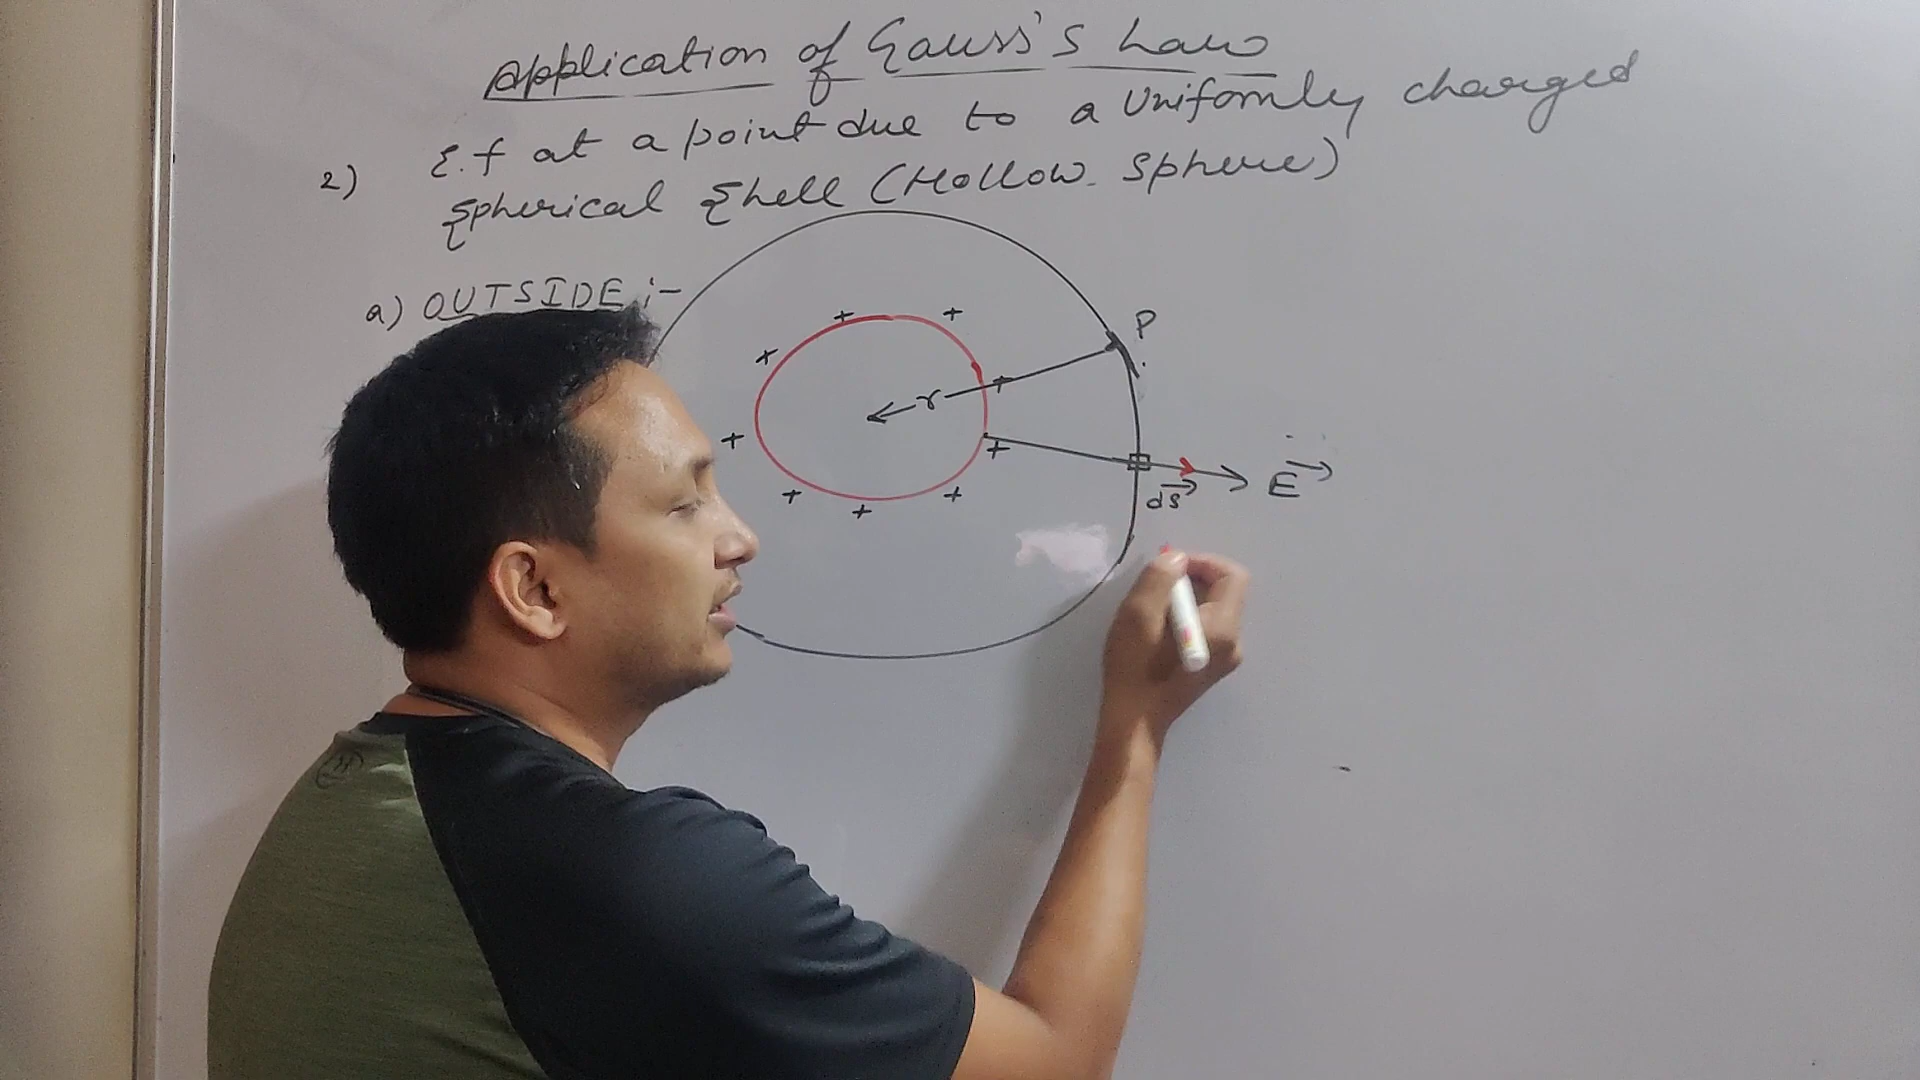 Application of Gauss's Law
2) E.f at a point due to a Uniformly charged
spherical shell (Hollow. Sphere)
a) OUTSIDE :-
+ +
P
+
r
+
+
+
E
ds
+ + +